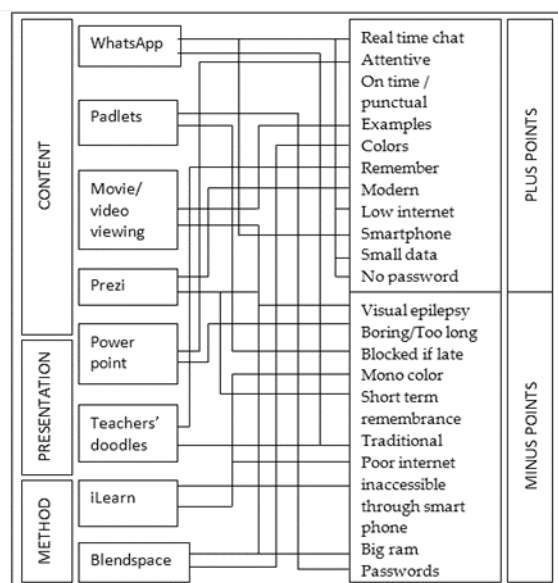 CONTENT
PRESENTATION
METHOD
WhatsApp
Padlets
Movie/
video
viewing
Prezi
Power
point
Teachers'
doodles
iLearn
Blendspace
Real time chat
Attentive
On time /
punctual
Examples
Colors
Remember
Modern
Low internet
Smartphone
Small data
No password
Visual epilepsy
Boring/Too long
Blocked if late
Mono color
Short term
remembrance
Traditional
Poor internet
inaccessible
through smart
phone
Big ram
Passwords
PLUS POINTS
MINUS POINTS